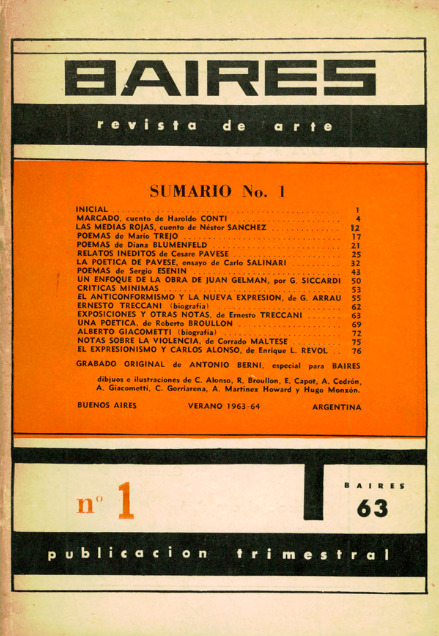 BAIRES
revista de arte
SUMARIO No. 1
INICIAL 1
MARCADO, cuento de Haroldo CONTI 4
LAS MEDIAS ROJAS, cuento de Néstor SANCHEZ 12
POEMAS de Mario TREJO 17
POEMAS de Diana BLUMENFELD 21
RELATOS INEDITOS de Cesare PAVESE 25
LA POETICA DE PAVESE, ensayo de Carlo SALINARI 32
POEMAS de Sergio ESENIN 43
UN ENFOQUE DE LA OBRA DE JUAN GELMAN, por G. SICCARDI 50
CRITICAS MINIMAS 53
EL ANTICONFORMISMO Y LA NUEVA EXPRESION, de G. ARRAU 55
ERNESTO TRECCANI (biografía) 62
EXPOSICIONES Y OTRAS NOTAS, de Ernesto TRECCANI 63
UNA POETICA, de Roberto BROULLON 69
ALBERTO GIACOMETTI (biografía) 72
NOTAS SOBRE LA VIOLENCIA, de Corrado MALTESE 75
EL EXPRESIONISMO Y CARLOS ALONSO, de Enrique L. REVOL 76
GRABADO ORIGINAL de ANTONIO BERNI, especial para BAIRES
dibujos e ilustraciones de C. Alonso, R. Broullon, E. Capot, A. Cedrón,
A. Giacometti, C. Gorriarena, A. Martínez Howard y Hugo Monzón.
BUENOS AIRES VERANO 1963-64 ARGENTINA
nº 1
BAIRES
63
publicacion trimestral